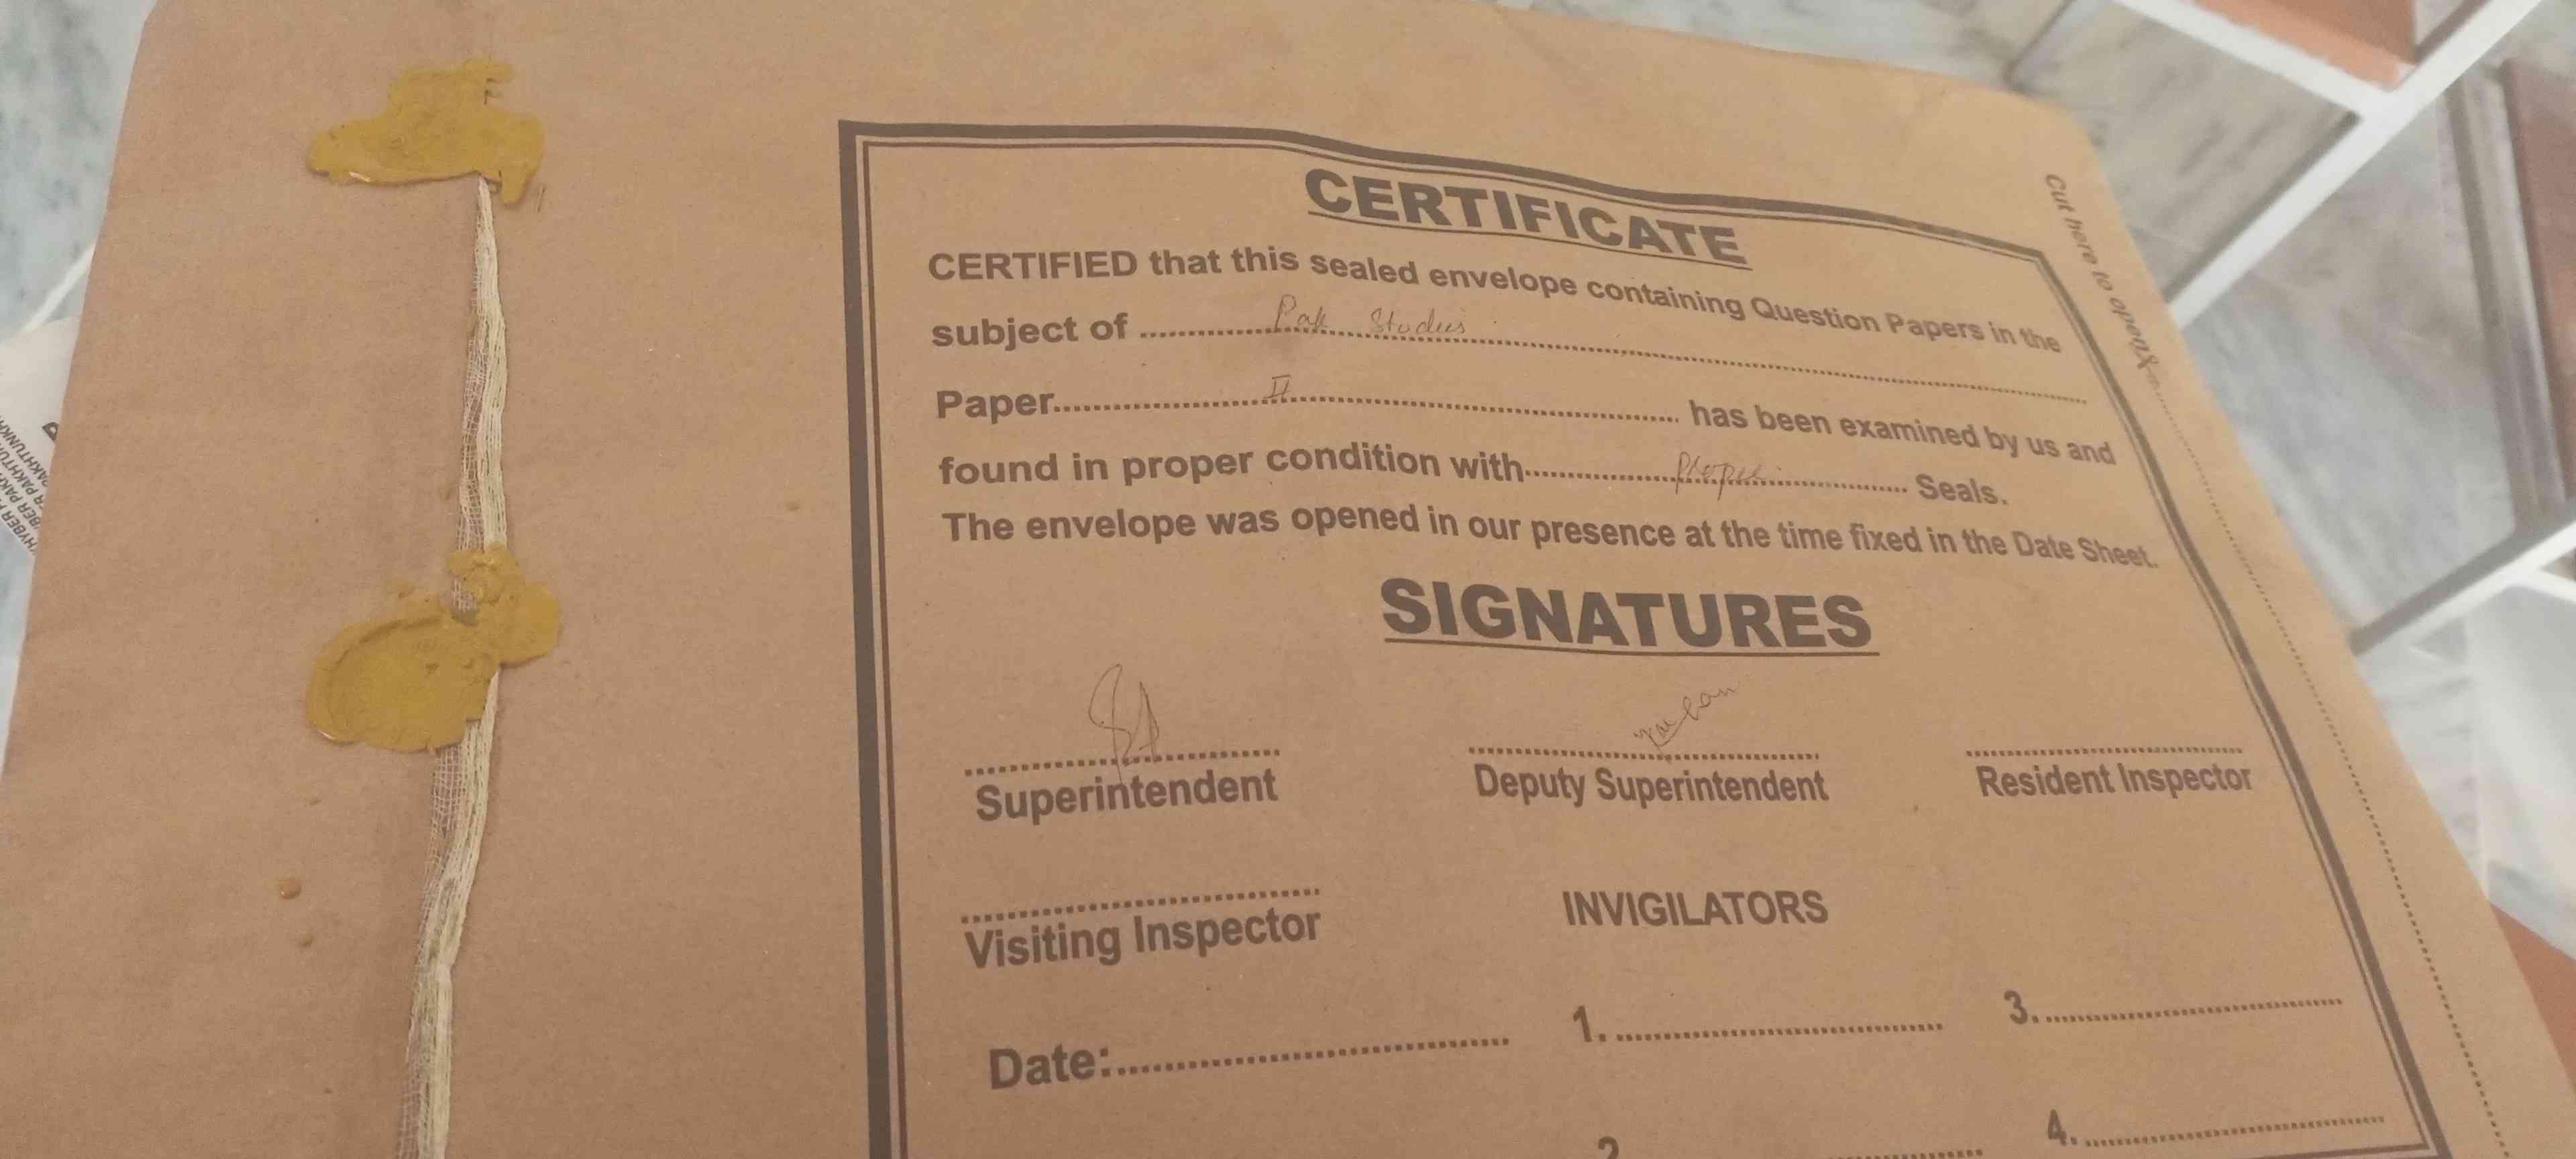 CERTIFICATE
CERTIFIED that this sealed envelope containing Question Papers in the
subject of Pak Studies
Paper II has been examined by us and
found in proper condition with proper Seals.
The envelope was opened in our presence at the time fixed in the Date Sheet.
SIGNATURES
Superintendent Deputy Superintendent Resident Inspector
Visiting Inspector INVIGILATORS
Date: 1. 3.
2 4.
Cut here to open